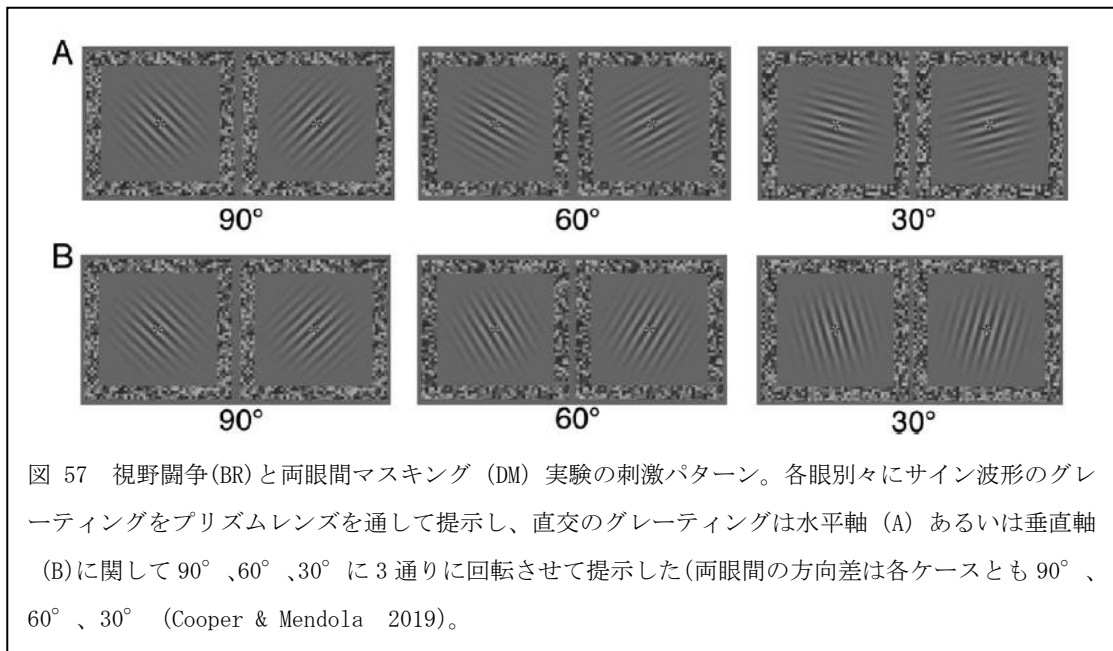 A
90° 60° 30°
B
90° 60° 30°
図 57 視野闘争(BR)と両眼間マスキング (DM) 実験の刺激パターン。各眼別々にサイン波形のグレ
ーティングをプリズムレンズを通して提示し、直交のグレーティングは水平軸 (A) あるいは垂直軸
(B)に関して 90° 、60° 、30° に 3 通りに回転させて提示した(両眼間の方向差は各ケースとも 90° 、
60° 、30° (Cooper & Mendola 2019)。